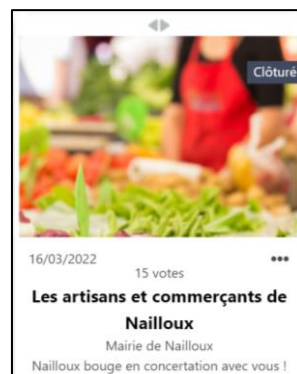 Clôturé
16/03/2022
15 votes
Les artisans et commerçants de
Nailloux
Mairie de Nailloux
Nailloux bouge en concertation avec vous !